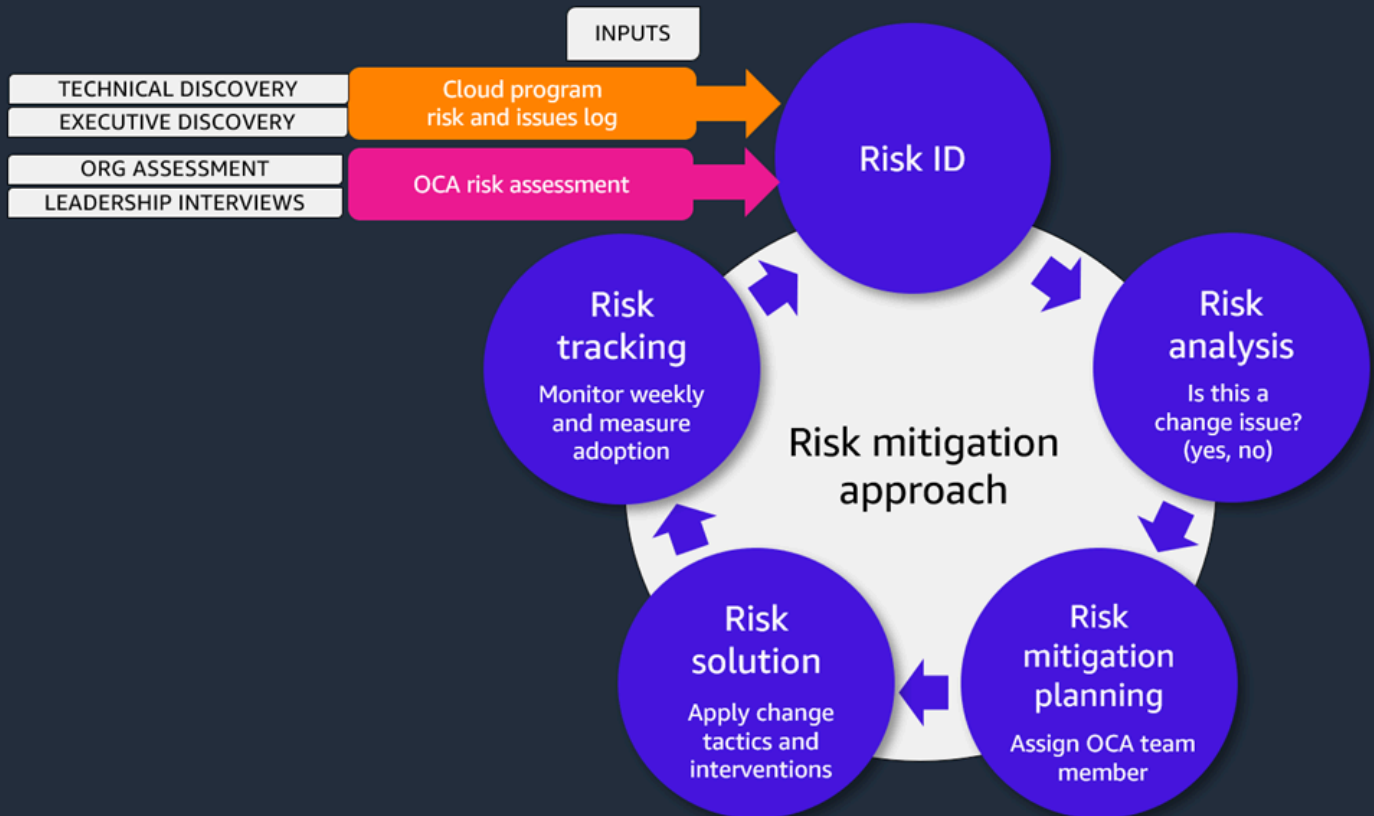 INPUTS
TECHNICAL DISCOVERY
EXECUTIVE DISCOVERY
Cloud program
risk and issues log
ORG ASSESSMENT
LEADERSHIP INTERVIEWS
OCA risk assessment
Risk ID
Risk
analysis
Is this a
change issue?
(yes, no)
Risk
mitigation
planning
Assign OCA team
member
Risk
solution
Apply change
tactics and
interventions
Risk
tracking
Monitor weekly
and measure
adoption
Risk mitigation
approach